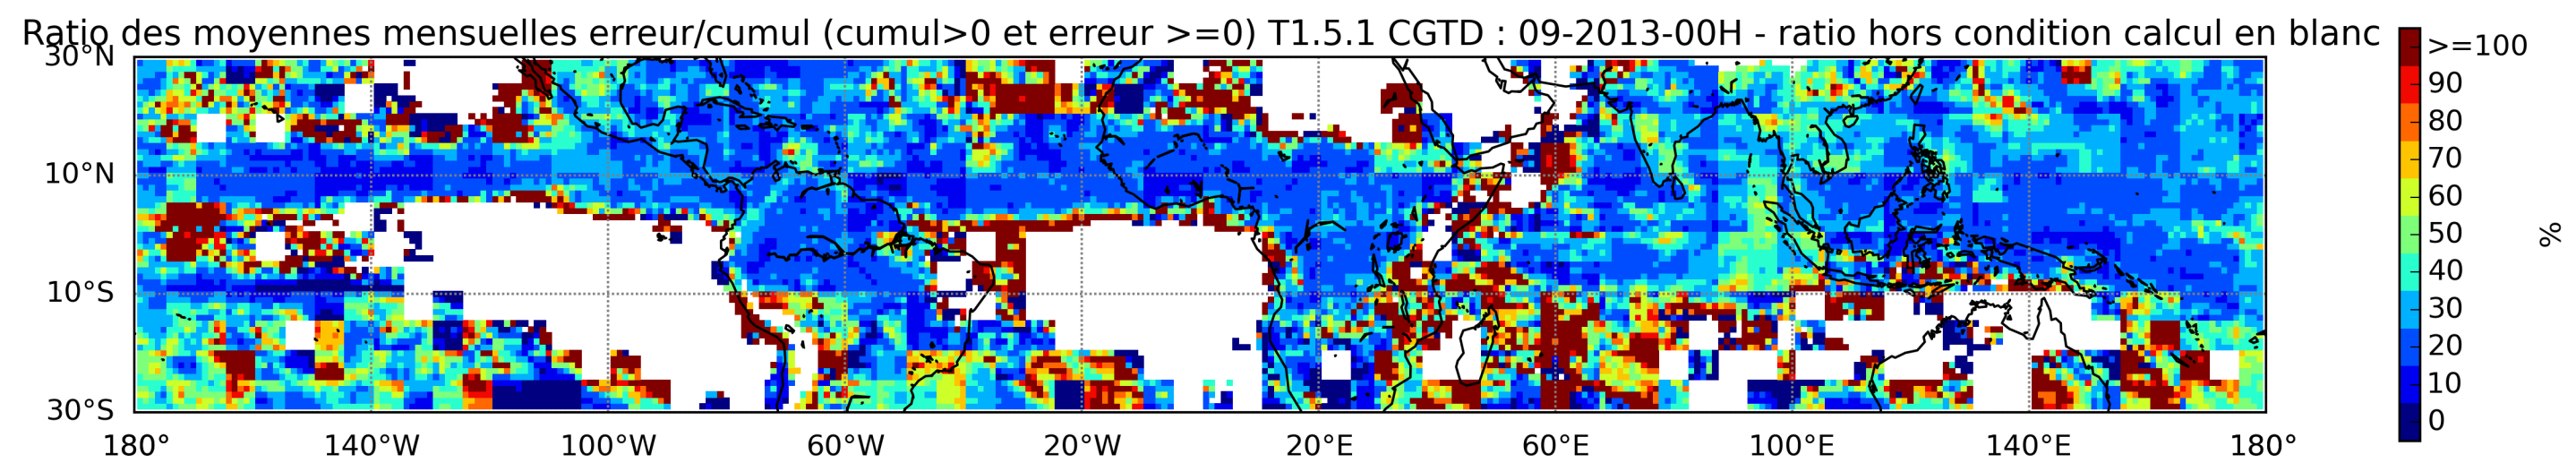 Ratio des moyennes mensuelles erreur/cumul (cumul>0 et erreur >=0) T1.5.1 CGTD : 09-2013-00H - ratio hors condition calcul en blanc
30°N
10°N
10°S
30°S
180°
140°W
100°W
60°W
20°W
20°E
60°E
100°E
140°E
180°
>=100
90
80
70
60
50
40
30
20
10
0
%